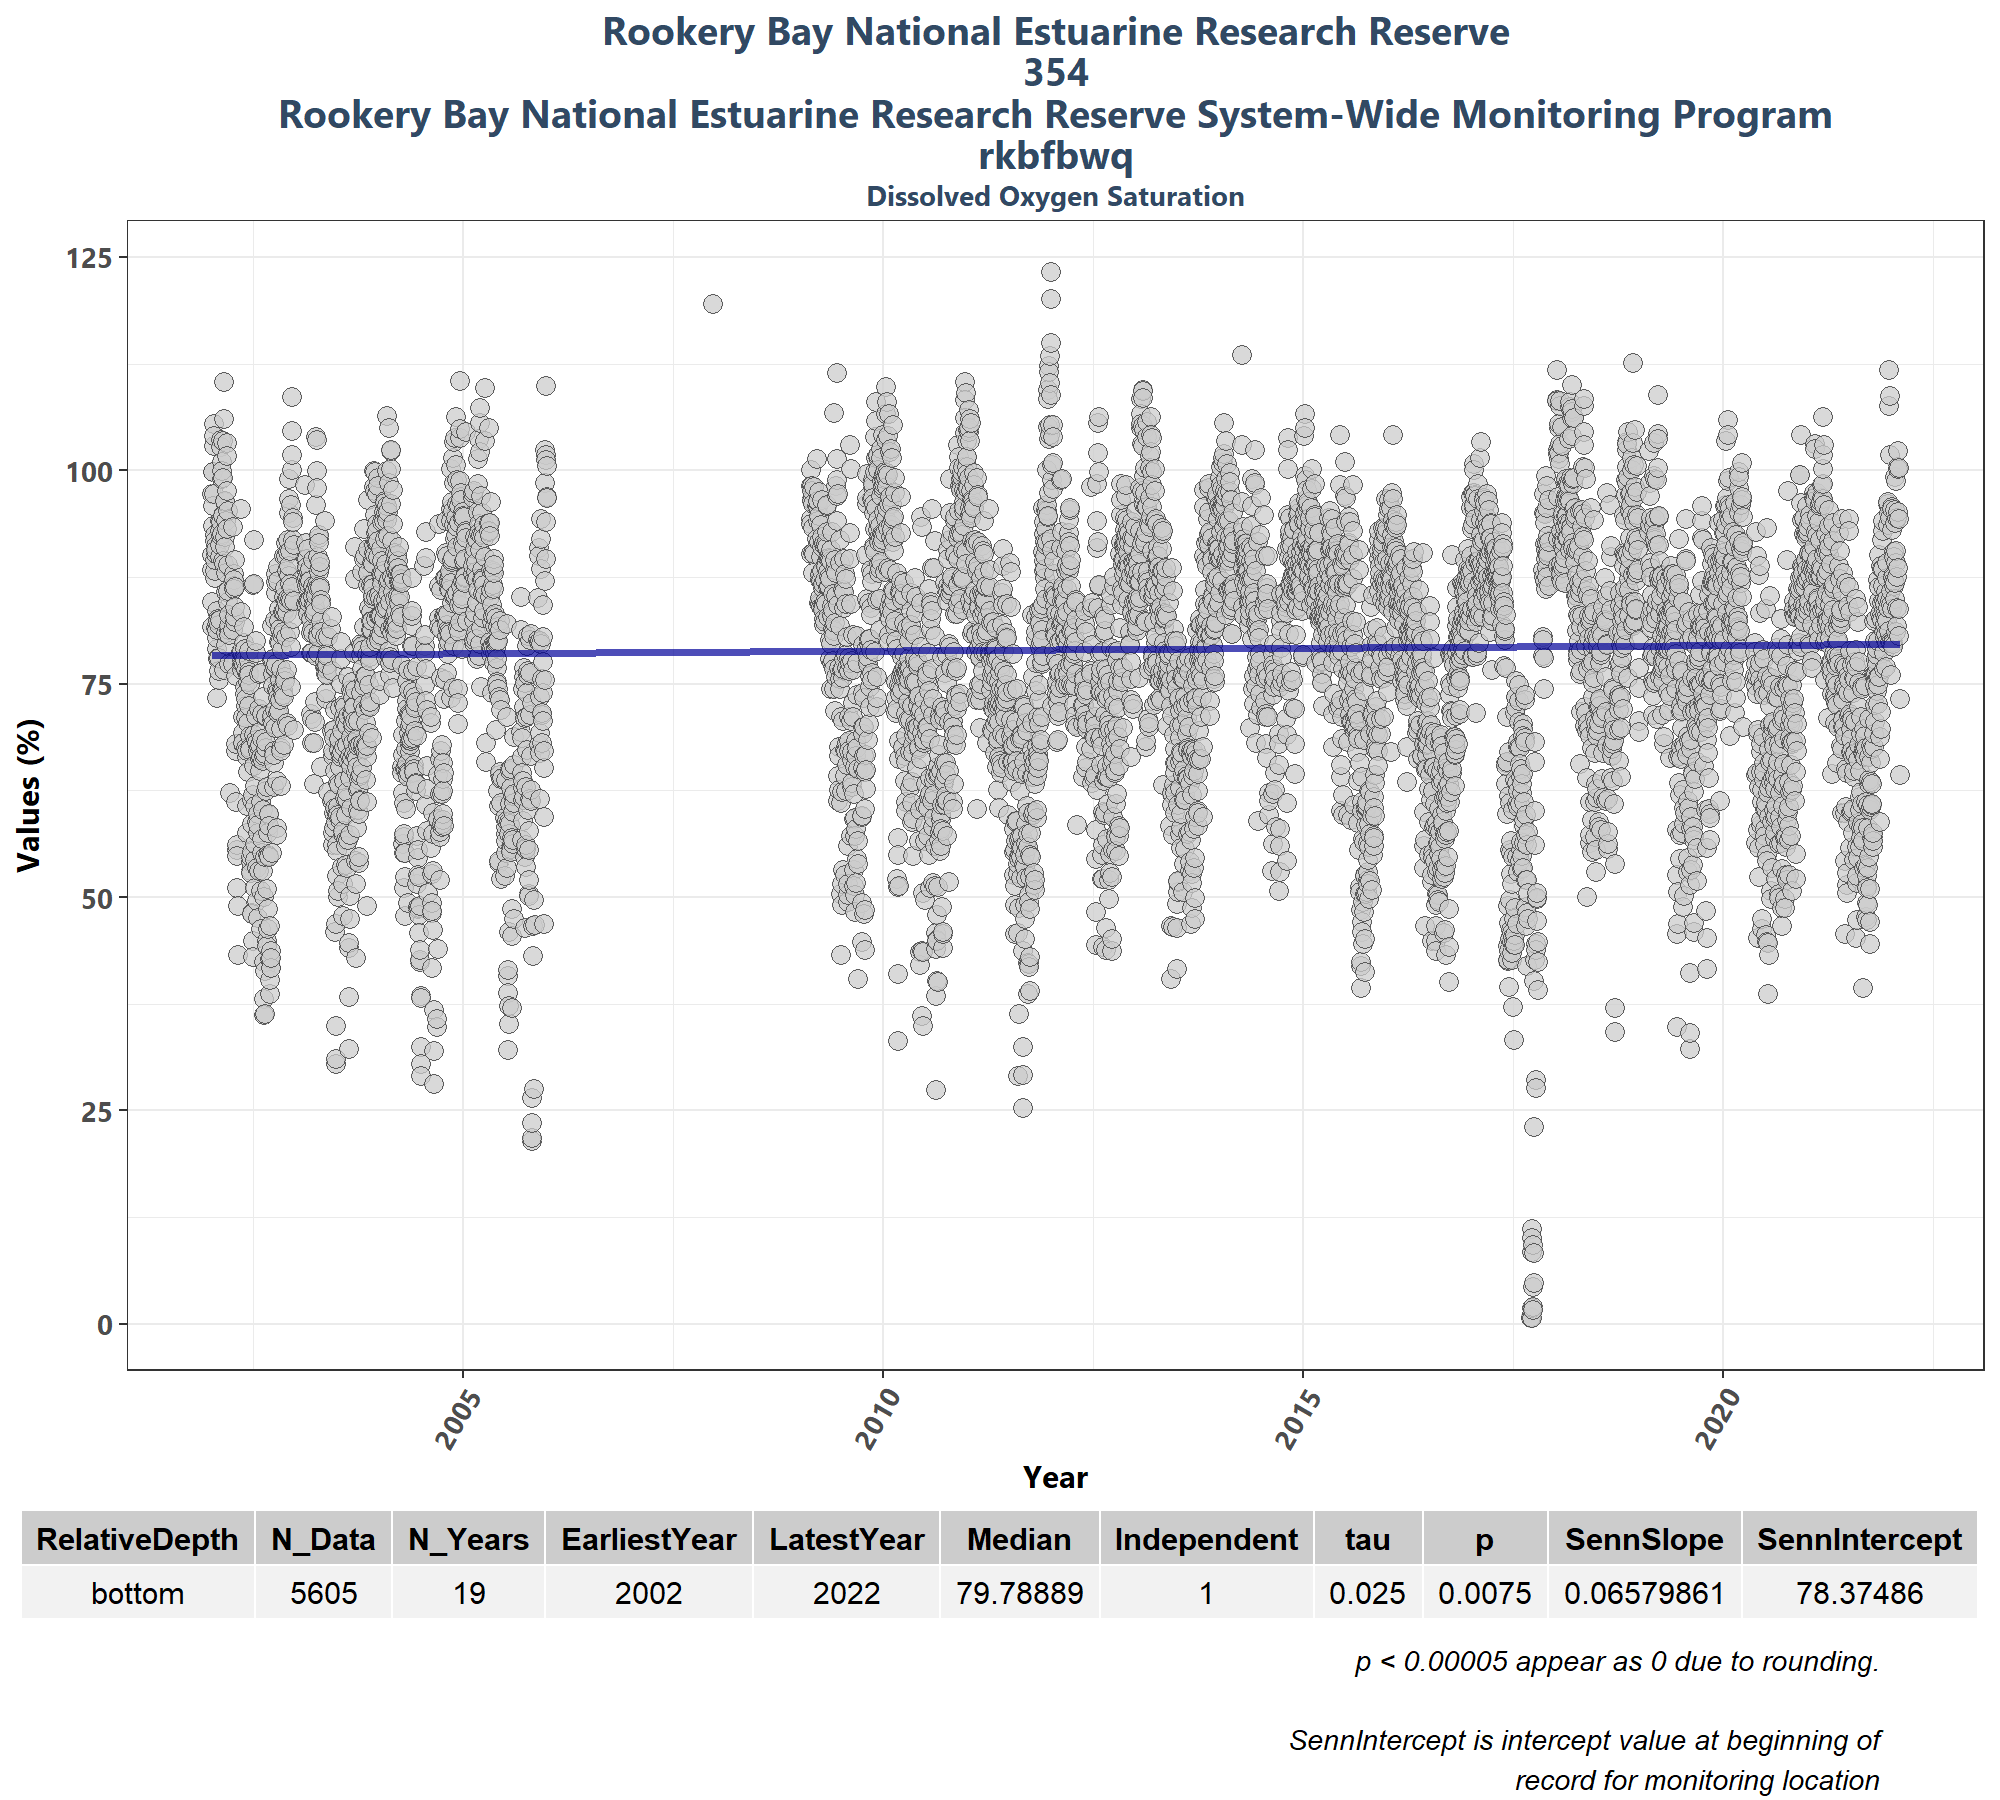 Rookery Bay National Estuarine Research Reserve
354
Rookery Bay National Estuarine Research Reserve System-Wide Monitoring Program
rkbfbwq
Dissolved Oxygen Saturation
125
100
75
50
25
0
Values (%)
2005
2010
2015
2020
Year
RelativeDepth N_Data N_Years EarliestYear LatestYear Median Independent tau p SennSlope SennIntercept
bottom 5605 19 2002 2022 79.78889 1 0.025 0.0075 0.06579861 78.37486
p < 0.00005 appear as 0 due to rounding.
SennIntercept is intercept value at beginning of
record for monitoring location